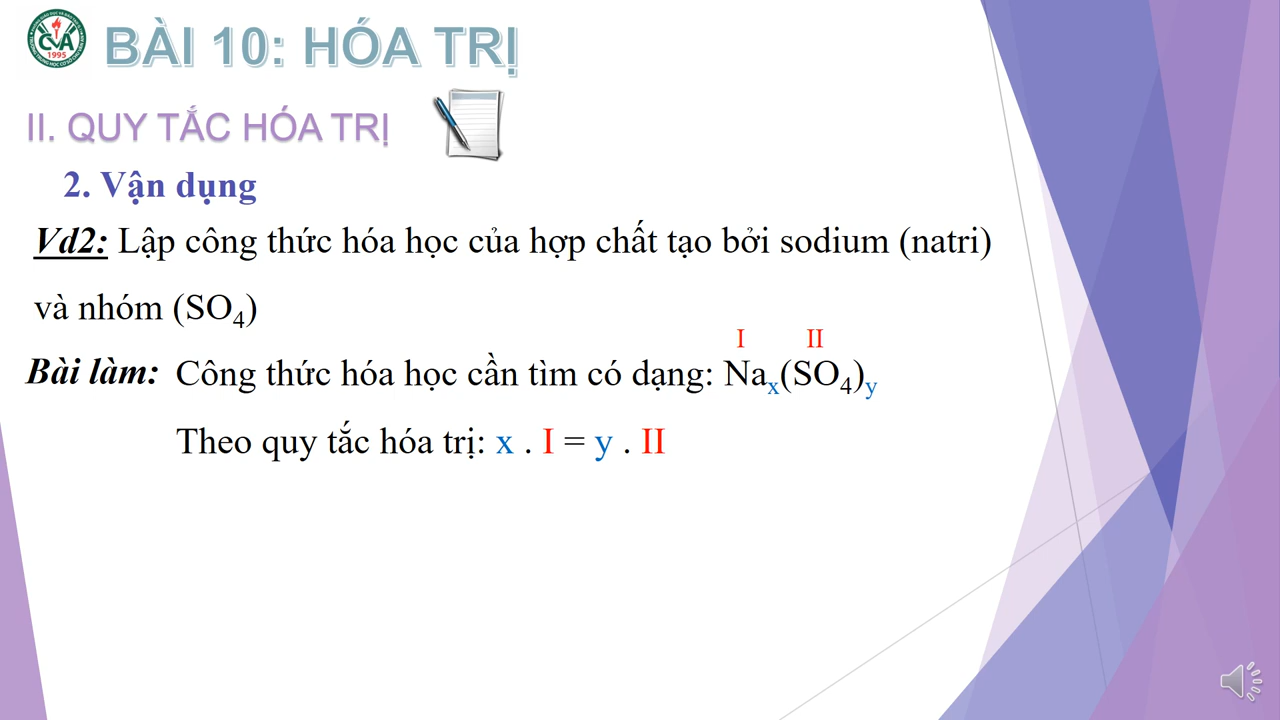 CVA
1995
BÀI 10: HÓA TRỊ
II. QUY TẮC HÓA TRỊ
2. Vận dụng
Vd2: Lập công thức hóa học của hợp chất tạo bởi sodium (natri)
và nhóm (SO₄)
I II
Bài làm: Công thức hóa học cần tìm có dạng: Naₓ(SO₄)y
Theo quy tắc hóa trị: x . I = y . II